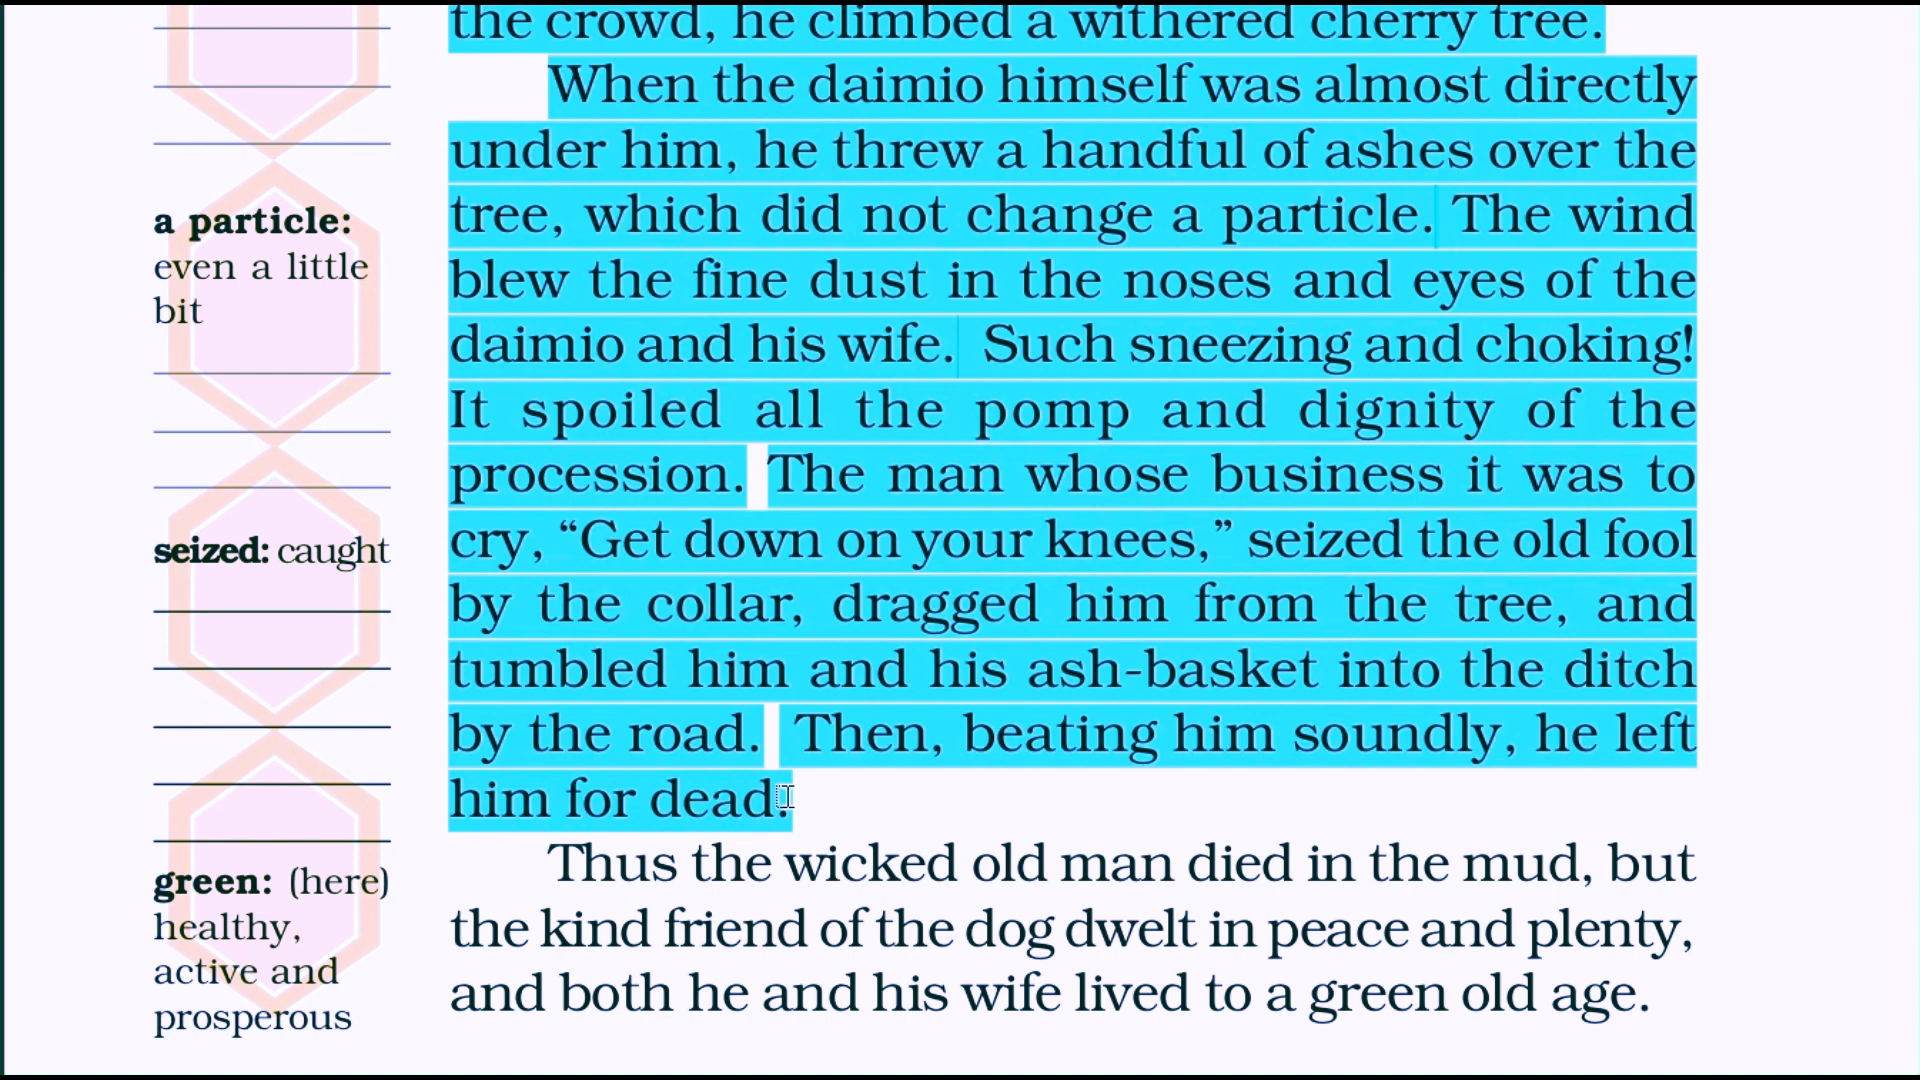 the crowd, he climbed a withered cherry tree.
When the daimio himself was almost directly
under him, he threw a handful of ashes over the
tree, which did not change a particle. The wind
blew the fine dust in the noses and eyes of the
daimio and his wife. Such sneezing and choking!
It spoiled all the pomp and dignity of the
procession. The man whose business it was to
cry, “Get down on your knees,” seized the old fool
by the collar, dragged him from the tree, and
tumbled him and his ash-basket into the ditch
by the road. Then, beating him soundly, he left
him for dead.
Thus the wicked old man died in the mud, but
the kind friend of the dog dwelt in peace and plenty,
and both he and his wife lived to a green old age.
a particle:
even a little
bit
seized: caught
green: (here)
healthy,
active and
prosperous